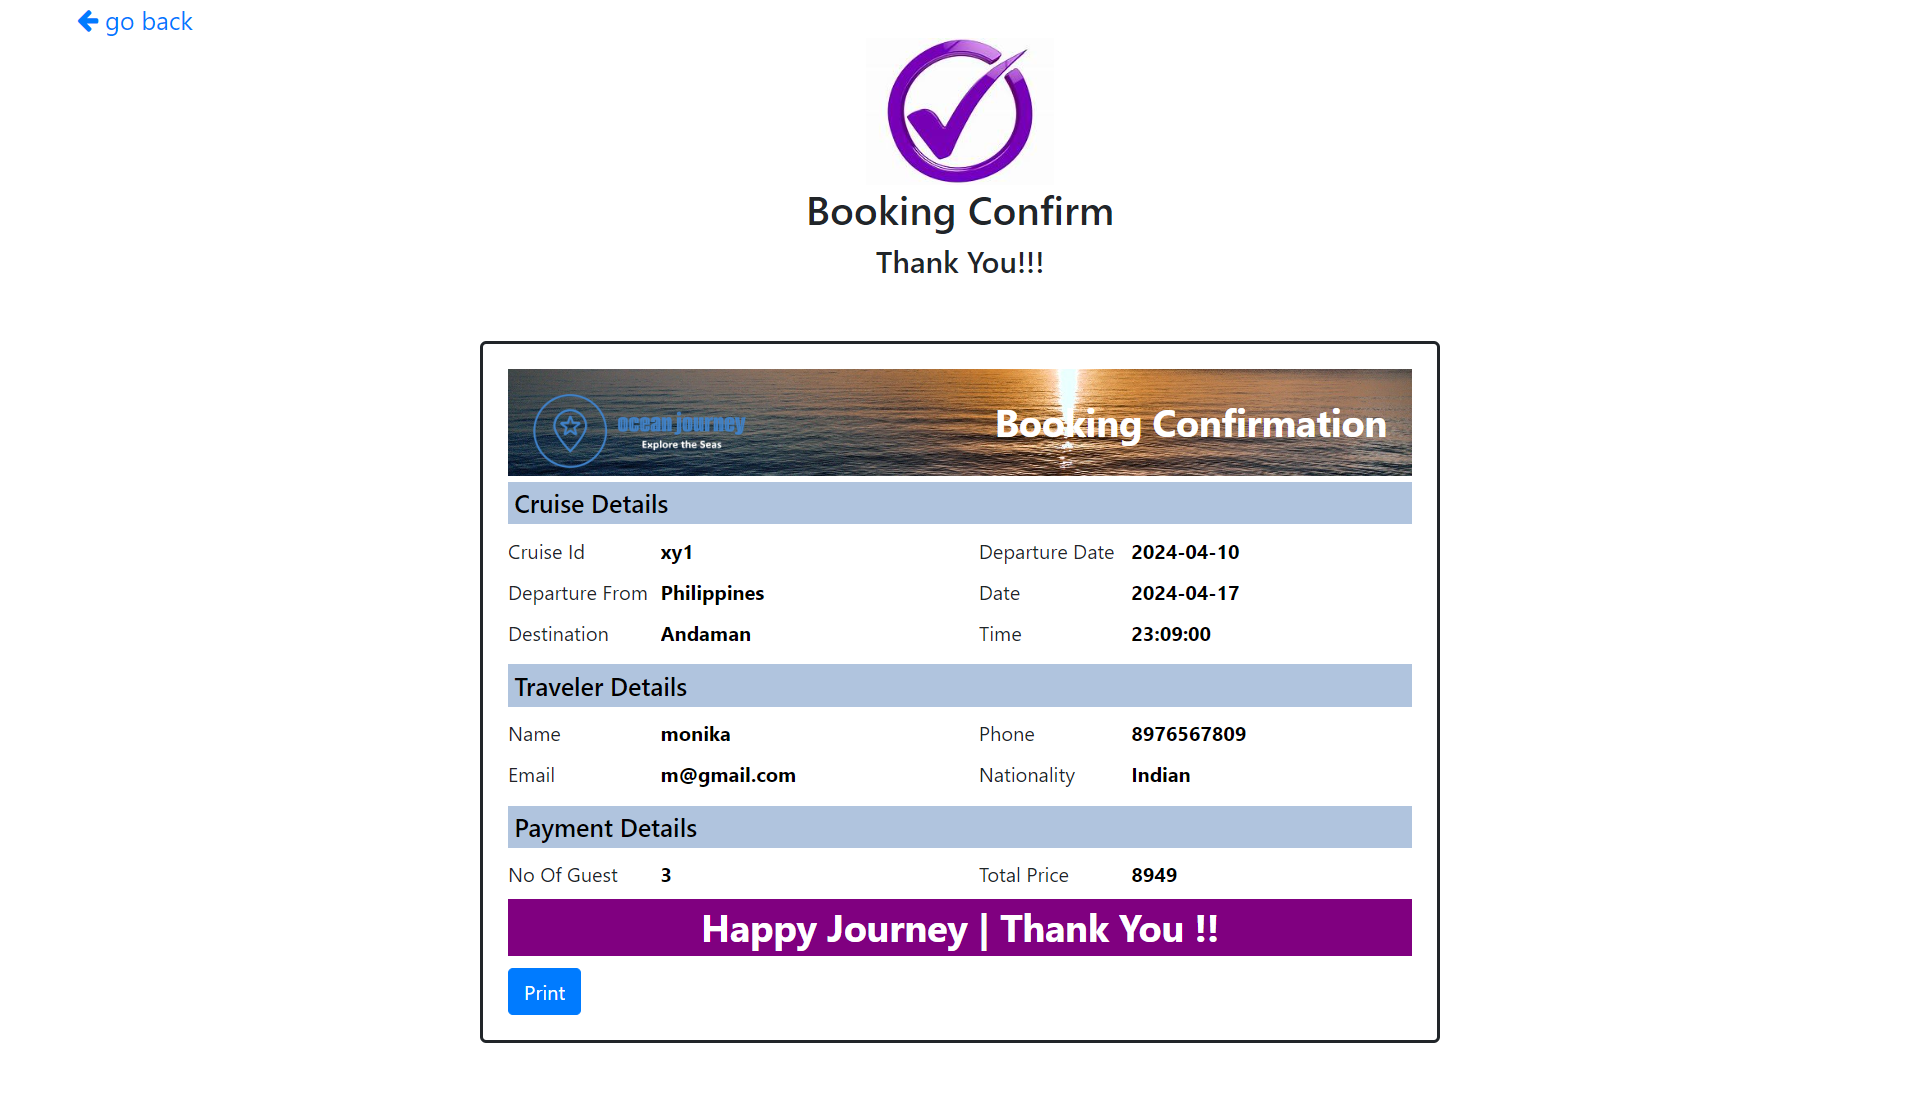 go back
Booking Confirm
Thank You!!!
ocean journey
Explore the Seas
Booking Confirmation
Cruise Details
Cruise Id xy1 Departure Date 2024-04-10
Departure From Philippines Date 2024-04-17
Destination Andaman Time 23:09:00
Traveler Details
Name monika Phone 8976567809
Email m@gmail.com Nationality Indian
Payment Details
No Of Guest 3 Total Price 8949
Happy Journey | Thank You !!
Print